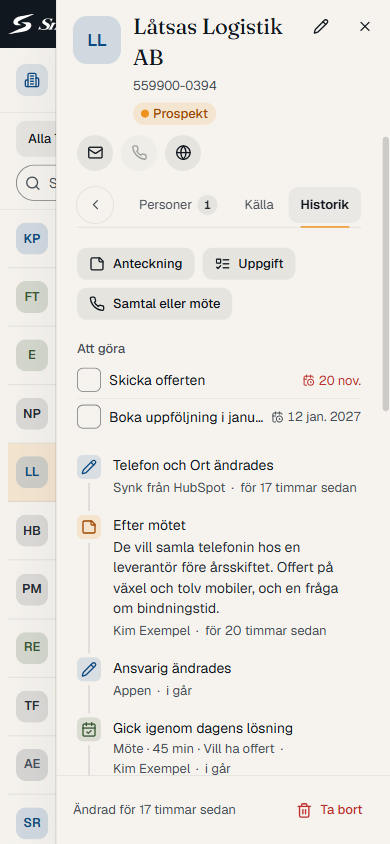 LL
Låtsas Logistik
AB
559900-0394
Prospekt
Alla
S
Personer 1 Källa Historik
Anteckning Uppgift
Samtal eller möte
Att göra
Skicka offerten 20 nov.
Boka uppföljning i janu... 12 jan. 2027
Telefon och Ort ändrades
Synk från HubSpot · för 17 timmar sedan
Efter mötet
De vill samla telefonin hos en
leverantör före årsskiftet. Offert på
växel och tolv mobiler, och en fråga
om bindningstid.
Kim Exempel · för 20 timmar sedan
Ansvarig ändrades
Appen · i går
Gick igenom dagens lösning
Möte · 45 min · Vill ha offert ·
Kim Exempel · i går
Ändrad för 17 timmar sedan Ta bort
KP
FT
E
NP
LL
HB
PM
RE
TF
AE
SR